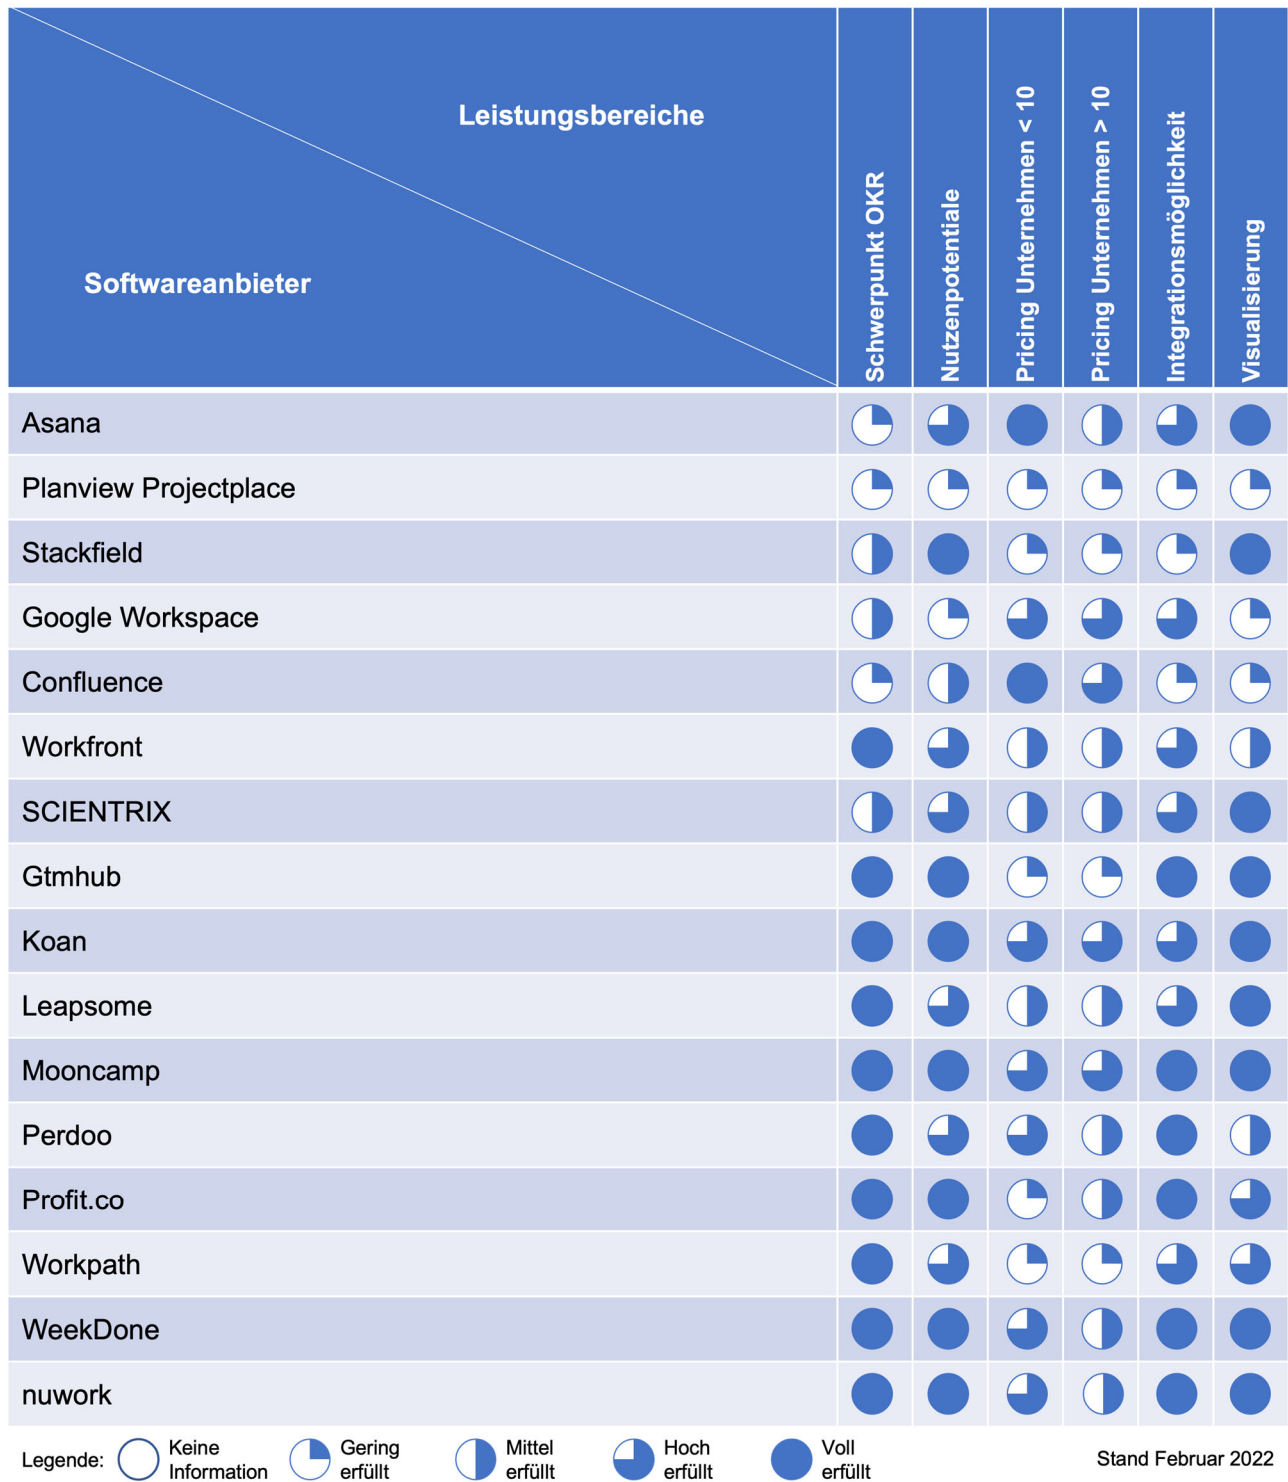 Leistungsbereiche
Softwareanbieter
Schwerpunkt OKR
Nutzenpotentiale
Pricing Unternehmen < 10
Pricing Unternehmen > 10
Integrationsmöglichkeit
Visualisierung
Asana
Planview Projectplace
Stackfield
Google Workspace
Confluence
Workfront
SCIENTRIX
Gtmhub
Koan
Leapsome
Mooncamp
Perdoo
Profit.co
Workpath
WeekDone
nuwork
Legende:
Keine
Information
Gering
erfüllt
Mittel
erfüllt
Hoch
erfüllt
Voll
erfüllt
Stand Februar 2022